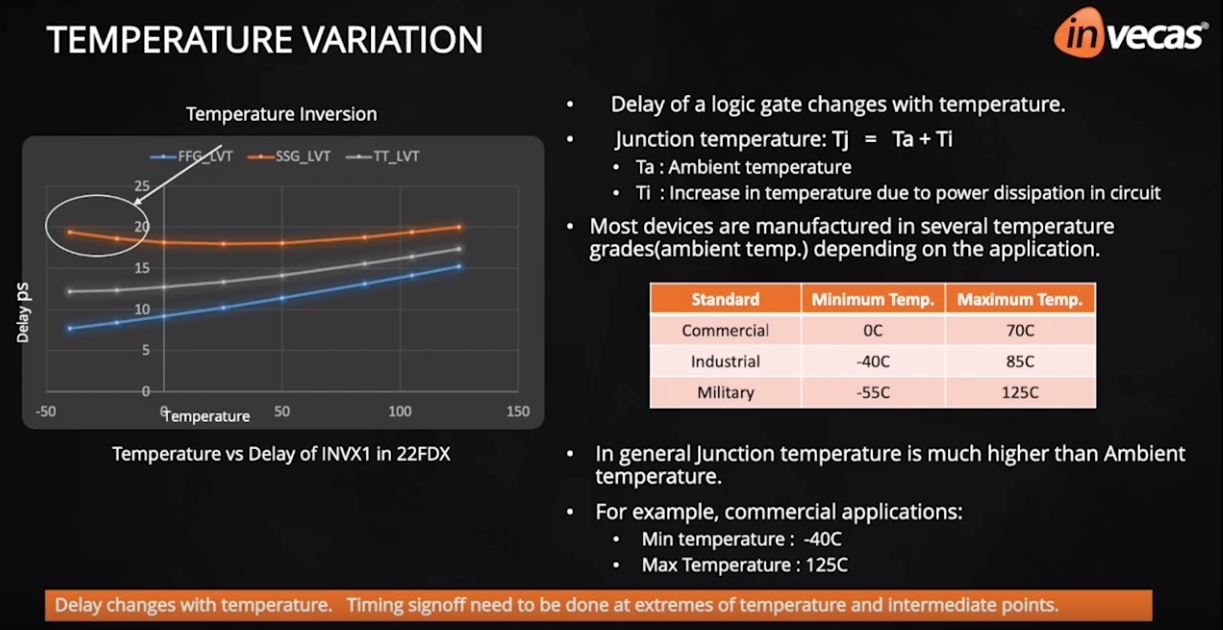 TEMPERATURE VARIATION
invecas®
Temperature Inversion
FFG_LVT SSG_LVT TT_LVT
25
20
15
10
5
0
-50 0 50 100 150
Delay ps
Temperature
Temperature vs Delay of INVX1 in 22FDX
• Delay of a logic gate changes with temperature.
• Junction temperature: Tj = Ta + Ti
• Ta : Ambient temperature
• Ti : Increase in temperature due to power dissipation in circuit
• Most devices are manufactured in several temperature
grades(ambient temp.) depending on the application.
Standard Minimum Temp. Maximum Temp.
Commercial 0C 70C
Industrial -40C 85C
Military -55C 125C
• In general Junction temperature is much higher than Ambient
temperature.
• For example, commercial applications:
• Min temperature : -40C
• Max Temperature : 125C
Delay changes with temperature. Timing signoff need to be done at extremes of temperature and intermediate points.